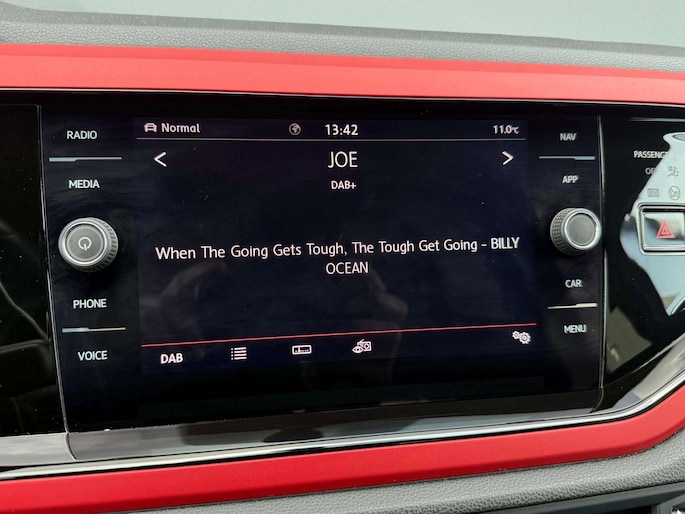 RADIO
MEDIA
PHONE
VOICE
Normal
13:42
11.0°C
JOE
DAB+
When The Going Gets Tough, The Tough Get Going - BILLY
OCEAN
DAB
NAV
APP
CAR
MENU